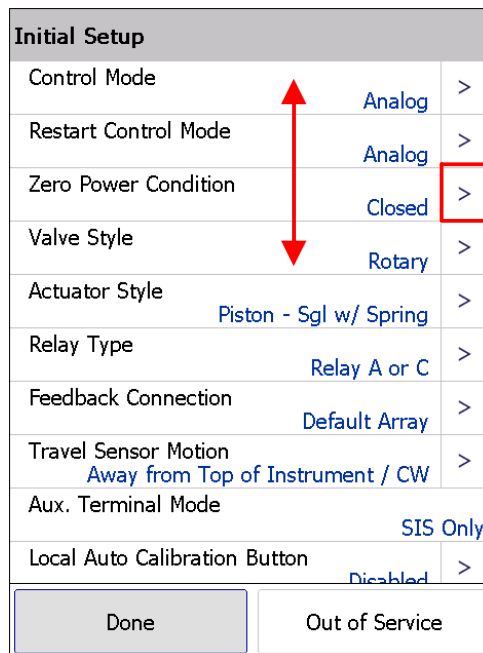 Initial Setup
Control Mode
Analog
>
Restart Control Mode
Analog
>
Zero Power Condition
Closed
>
Valve Style
Rotary
>
Actuator Style
Piston - Sgl w/ Spring
>
Relay Type
Relay A or C
>
Feedback Connection
Default Array
>
Travel Sensor Motion
Away from Top of Instrument / CW
>
Aux. Terminal Mode
SIS Only
Local Auto Calibration Button
Disabled
>
Done
Out of Service